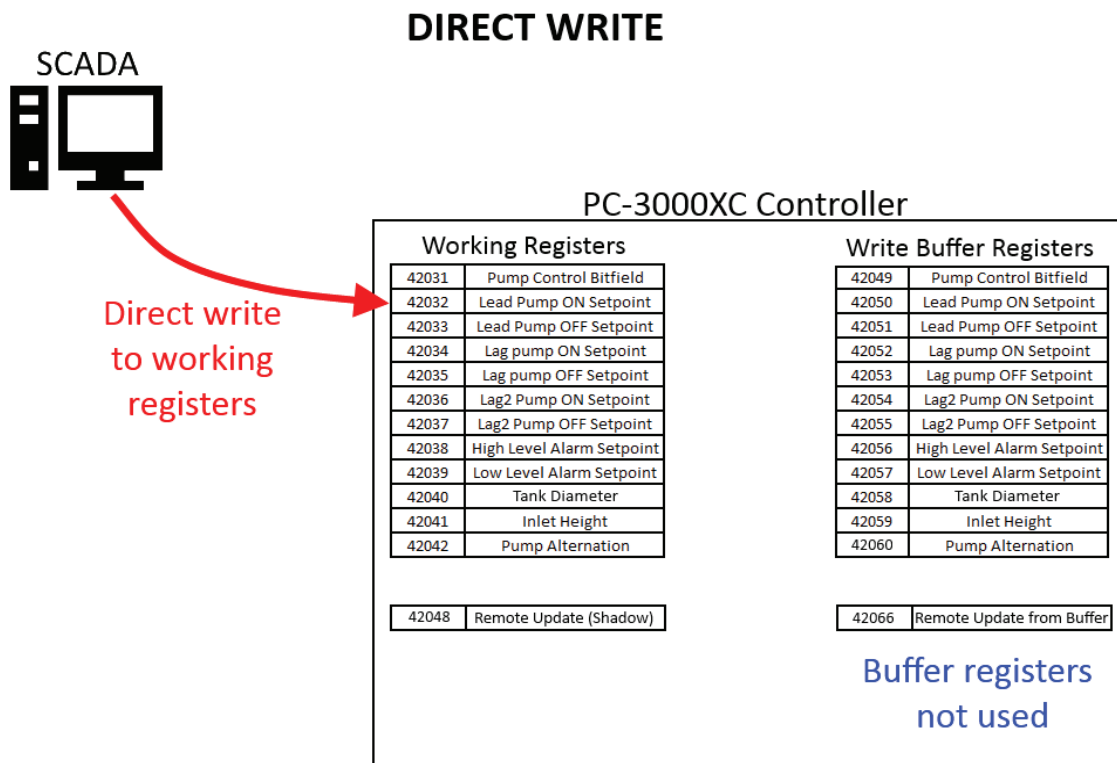 DIRECT WRITE
SCADA
PC-3000XC Controller
Direct write
to working
registers
Working Registers
42031 Pump Control Bitfield
42032 Lead Pump ON Setpoint
42033 Lead Pump OFF Setpoint
42034 Lag pump ON Setpoint
42035 Lag pump OFF Setpoint
42036 Lag2 Pump ON Setpoint
42037 Lag2 Pump OFF Setpoint
42038 High Level Alarm Setpoint
42039 Low Level Alarm Setpoint
42040 Tank Diameter
42041 Inlet Height
42042 Pump Alternation
42048 Remote Update (Shadow)
Write Buffer Registers
42049 Pump Control Bitfield
42050 Lead Pump ON Setpoint
42051 Lead Pump OFF Setpoint
42052 Lag pump ON Setpoint
42053 Lag pump OFF Setpoint
42054 Lag2 Pump ON Setpoint
42055 Lag2 Pump OFF Setpoint
42056 High Level Alarm Setpoint
42057 Low Level Alarm Setpoint
42058 Tank Diameter
42059 Inlet Height
42060 Pump Alternation
42066 Remote Update from Buffer
Buffer registers
not used